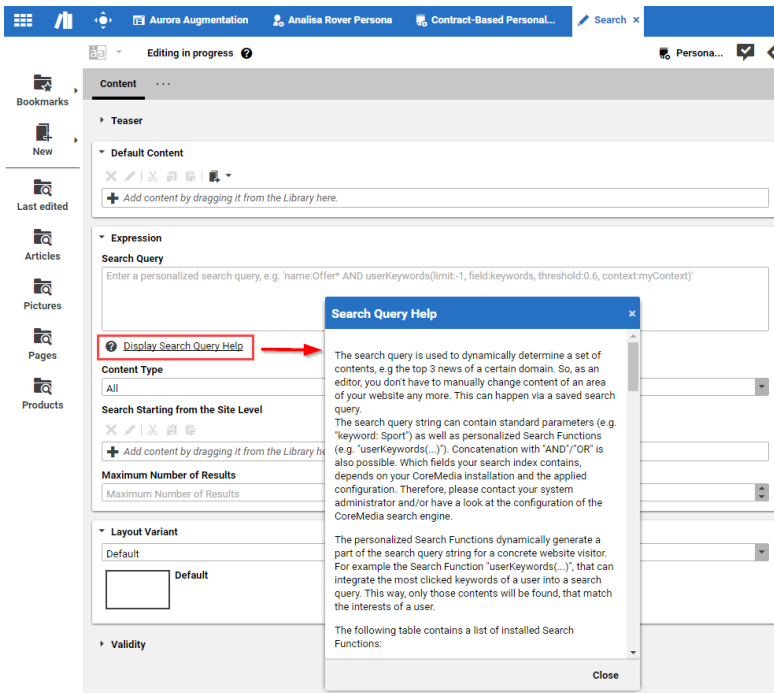 Aurora Augmentation
Analisa Rover Persona
Contract-Based Personal...
Search ×
Editing in progress
Persona...
Bookmarks
New
Last edited
Articles
Pictures
Pages
Products
Content ...
Teaser
Default Content
Add content by dragging it from the Library here.
Expression
Search Query
Enter a personalized search query, e.g. 'name:Offer* AND userKeywords(limit:-1, field:keywords, threshold:0.6, context:myContext)'
Display Search Query Help
Content Type
All
Search Starting from the Site Level
Add content by dragging it from the Library he
Maximum Number of Results
Maximum Number of Results
Layout Variant
Default
Default
Validity
Search Query Help ×
The search query is used to dynamically determine a set of
contents, e.g the top 3 news of a certain domain. So, as an
editor, you don't have to manually change content of an area
of your website any more. This can happen via a saved search
query.
The search query string can contain standard parameters (e.g.
"keyword: Sport") as well as personalized Search Functions
(e.g. "userKeywords(...)"). Concatenation with "AND"/"OR" is
also possible. Which fields your search index contains,
depends on your CoreMedia installation and the applied
configuration. Therefore, please contact your system
administrator and/or have a look at the configuration of the
CoreMedia search engine.
The personalized Search Functions dynamically generate a
part of the search query string for a concrete website visitor.
For example the Search Function "userKeywords(...)", that can
integrate the most clicked keywords of a user into a search
query. This way, only those contents will be found, that match
the interests of a user.
The following table contains a list of installed Search
Functions:
Close